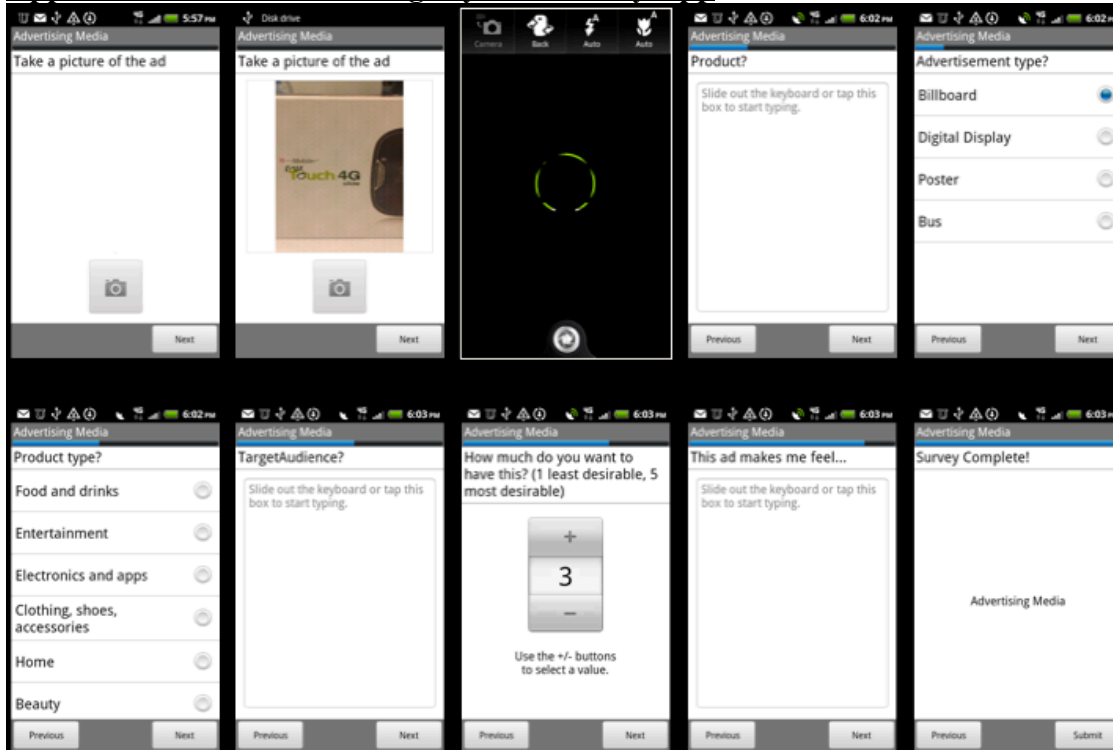 5:57 PM
Advertising Media
Take a picture of the ad
Next
Disk drive
Advertising Media
Take a picture of the ad
T-Mobile
myTouch 4G
Next
Camera
Back
Auto
Auto
6:02 PM
Advertising Media
Product?
Slide out the keyboard or tap this
box to start typing.
Previous
Next
6:02 P
Advertising Media
Advertisement type?
Billboard
Digital Display
Poster
Bus
Previous
Next
6:02 PM
Advertising Media
Product type?
Food and drinks
Entertainment
Electronics and apps
Clothing, shoes,
accessories
Home
Beauty
Previous
Next
6:03 PM
Advertising Media
TargetAudience?
Slide out the keyboard or tap this
box to start typing.
Previous
Next
6:03 PM
Advertising Media
How much do you want to
have this? (1 least desirable, 5
most desirable)
+
3
−
Use the +/- buttons
to select a value.
Previous
Next
6:03 PM
Advertising Media
This ad makes me feel...
Slide out the keyboard or tap this
box to start typing.
Previous
Next
6:03 P
Advertising Media
Survey Complete!
Advertising Media
Previous
Submit